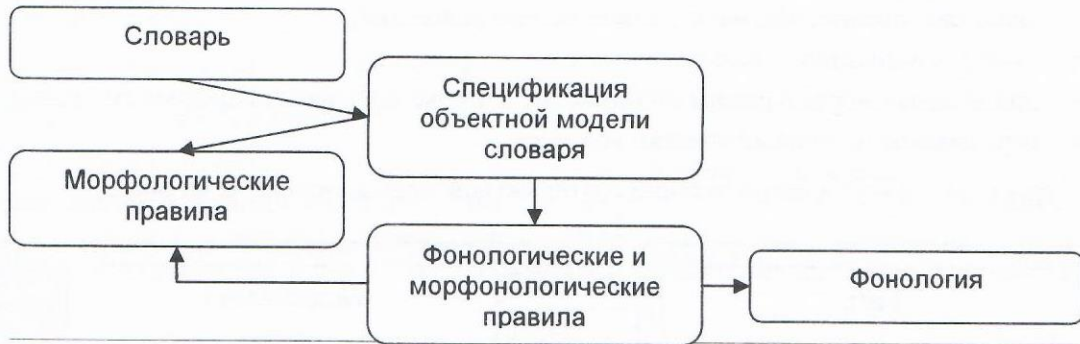 Словарь
Спецификация
объектной модели
словаря
Морфологические
правила
Фонологические и
морфонологические
правила
Фонология